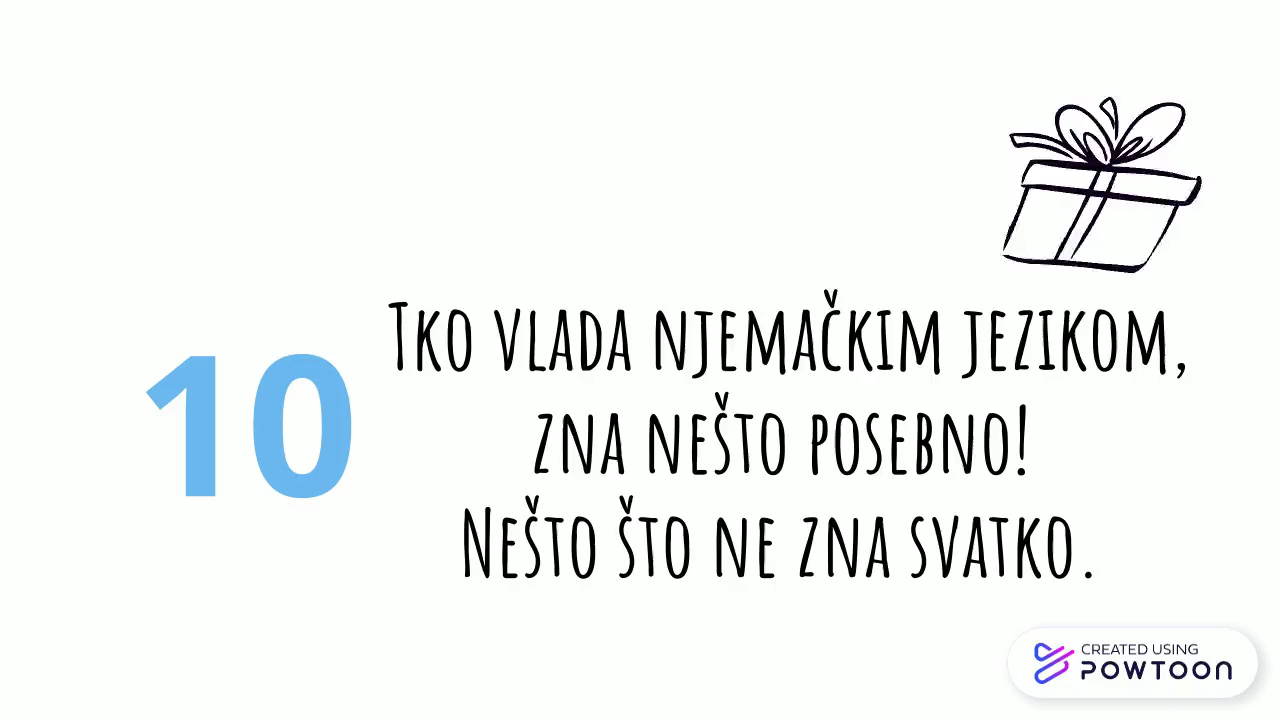 10
Tko vlada njemačkim jezikom,
zna nešto posebno!
Nešto što ne zna svatko.
CREATED USING
POWTOON